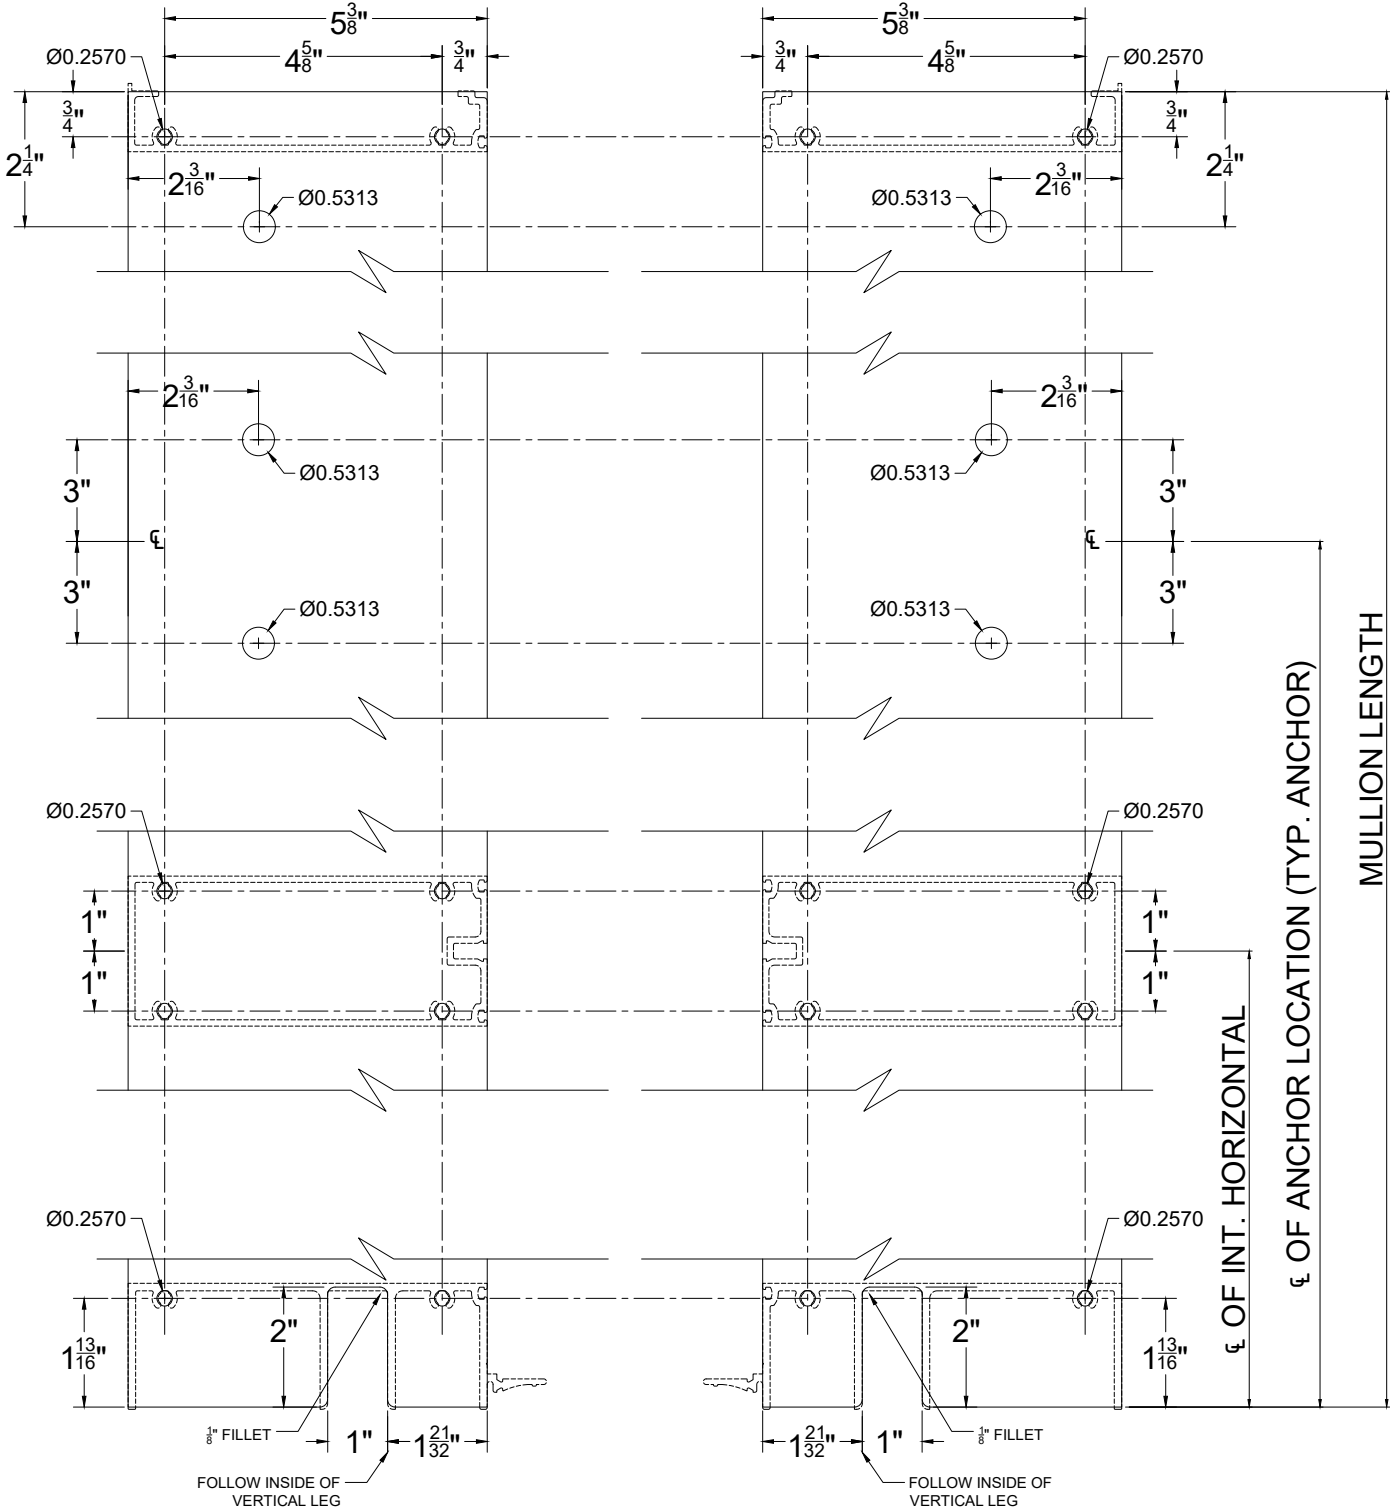 5 3/8" 5 3/8"
Ø0.2570 4 5/8" 3/4" 3/4" 4 5/8" Ø0.2570
3/4" 3/4"
2 1/4" 2 1/4"
2 3/16" 2 3/16"
Ø0.5313 Ø0.5313
2 3/16" 2 3/16"
Ø0.5313 Ø0.5313
3" 3"
℄ ℄
3" 3"
Ø0.5313 Ø0.5313
Ø0.2570 Ø0.2570
1" 1"
1" 1"
Ø0.2570 Ø0.2570
2" 2"
1 13/16" 1 13/16"
1/8" FILLET 1" 1 21/32" 1 21/32" 1" 1/8" FILLET
FOLLOW INSIDE OF
VERTICAL LEG
FOLLOW INSIDE OF
VERTICAL LEG
℄ OF INT. HORIZONTAL
℄ OF ANCHOR LOCATION (TYP. ANCHOR)
MULLION LENGTH